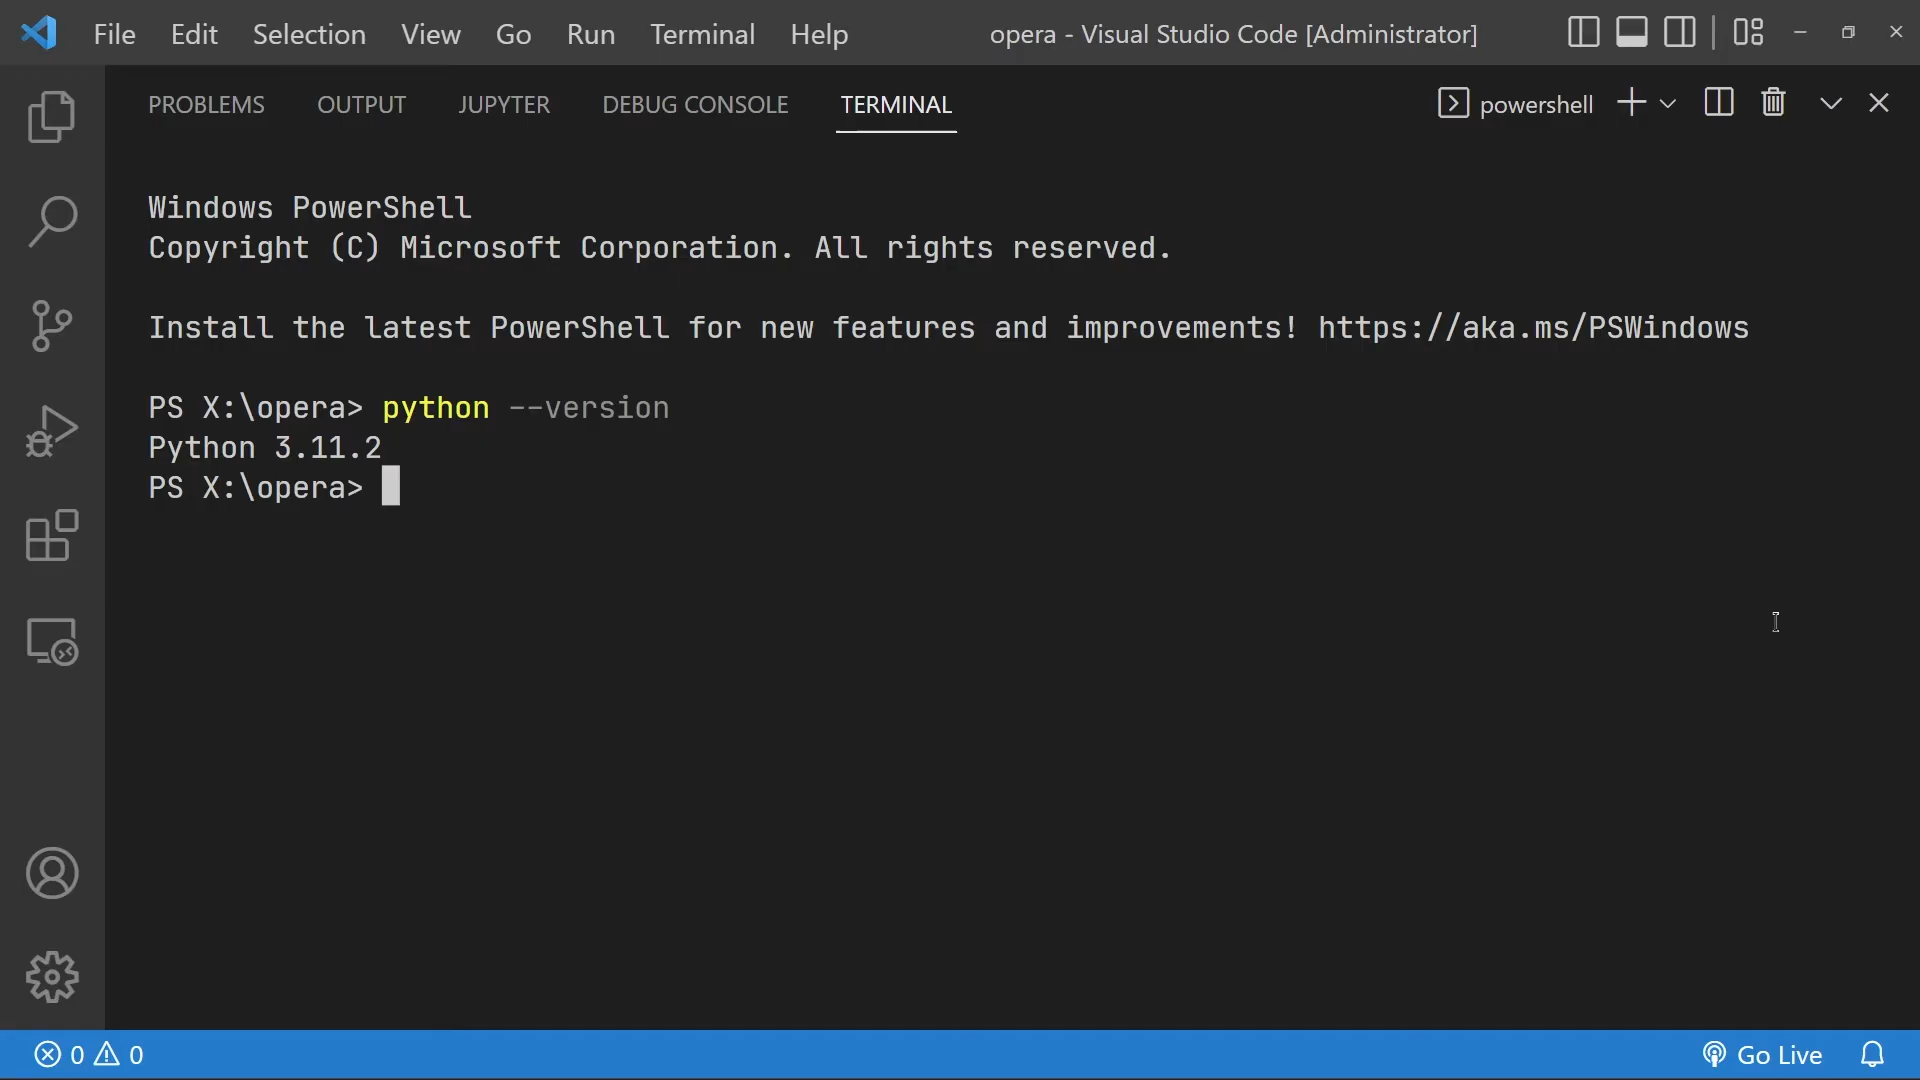 File Edit Selection View Go Run Terminal Help opera - Visual Studio Code [Administrator]
PROBLEMS OUTPUT JUPYTER DEBUG CONSOLE TERMINAL powershell
Windows PowerShell
Copyright (C) Microsoft Corporation. All rights reserved.
Install the latest PowerShell for new features and improvements! https://aka.ms/PSWindows
PS X:\opera> python --version
Python 3.11.2
PS X:\opera>
0 0 Go Live